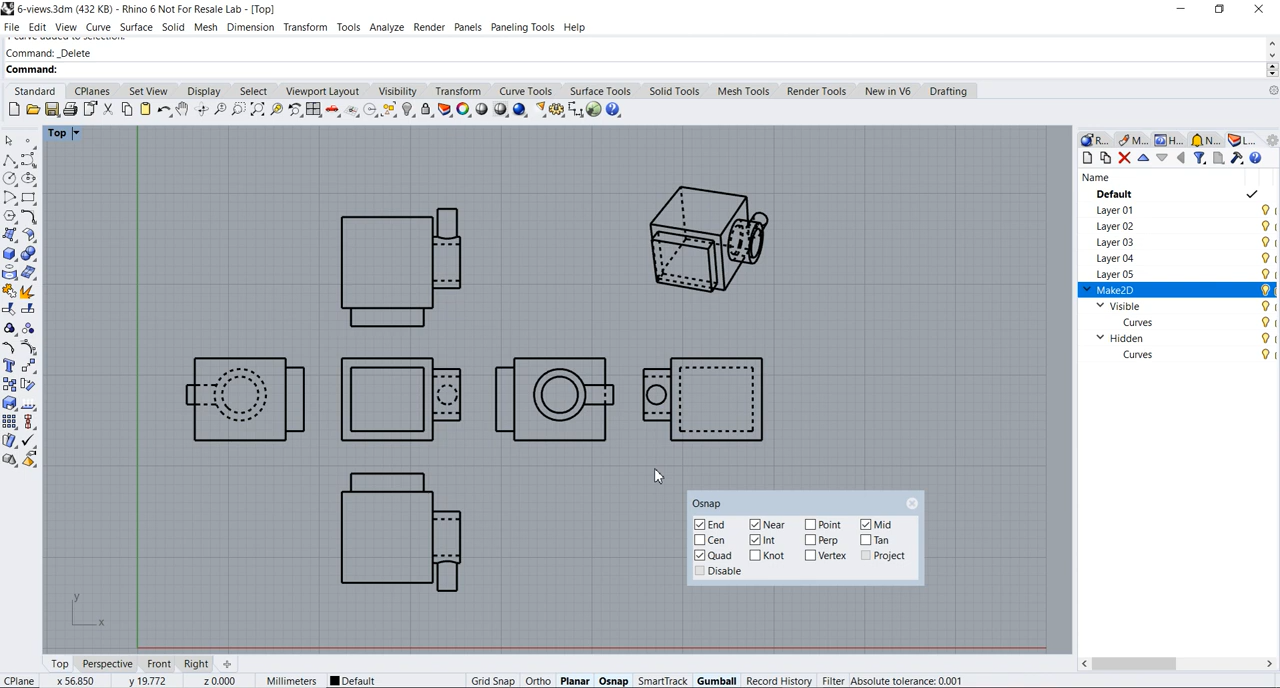 6-views.3dm (432 KB) - Rhino 6 Not For Resale Lab - [Top]
File Edit View Curve Surface Solid Mesh Dimension Transform Tools Analyze Render Panels Paneling Tools Help
1 curve added to selection.
Command: _Delete
Command:
Standard CPlanes Set View Display Select Viewport Layout Visibility Transform Curve Tools Surface Tools Solid Tools Mesh Tools Render Tools New in V6 Drafting
Top
R... M... H... N... L...
Name
Default
Layer 01
Layer 02
Layer 03
Layer 04
Layer 05
Make2D
Visible
Curves
Hidden
Curves
Osnap
End Near Point Mid
Cen Int Perp Tan
Quad Knot Vertex Project
Disable
y
x
Top Perspective Front Right
CPlane x 56.850 y 19.772 z 0.000 Millimeters Default Grid Snap Ortho Planar Osnap SmartTrack Gumball Record History Filter Absolute tolerance: 0.001